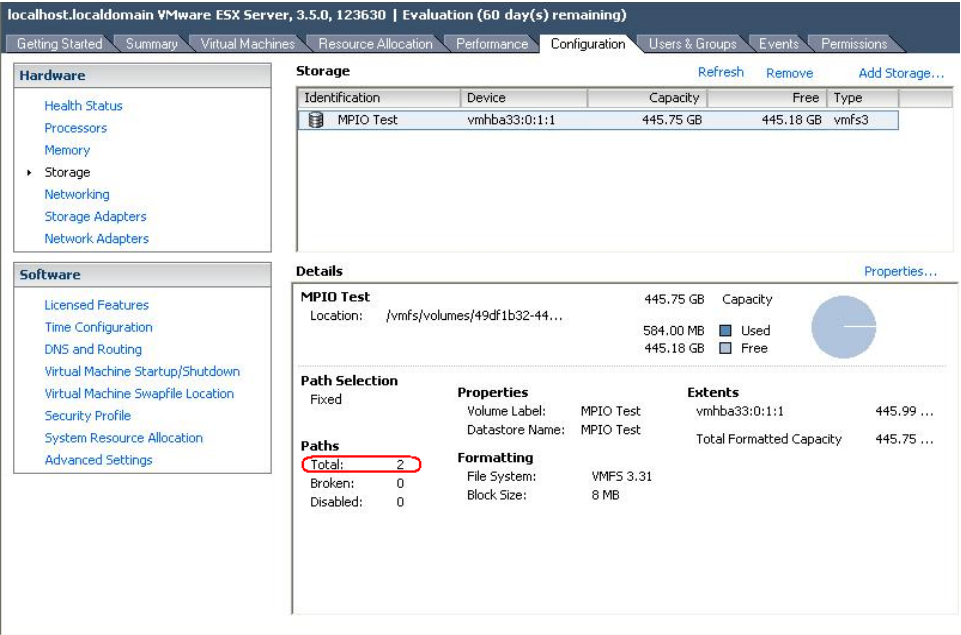 localhost.localdomain VMware ESX Server, 3.5.0, 123630 | Evaluation (60 day(s) remaining)
Getting Started Summary Virtual Machines Resource Allocation Performance Configuration Users & Groups Events Permissions
Hardware
Health Status
Processors
Memory
Storage
Networking
Storage Adapters
Network Adapters
Software
Licensed Features
Time Configuration
DNS and Routing
Virtual Machine Startup/Shutdown
Virtual Machine Swapfile Location
Security Profile
System Resource Allocation
Advanced Settings
Storage Refresh Remove Add Storage...
Identification Device Capacity Free Type
MPIO Test vmhba33:0:1:1 445.75 GB 445.18 GB vmfs3
Details Properties...
MPIO Test 445.75 GB Capacity
Location: /vmfs/volumes/49df1b32-44...
584.00 MB Used
445.18 GB Free
Path Selection
Fixed
Paths
Total: 2
Broken: 0
Disabled: 0
Properties
Volume Label: MPIO Test
Datastore Name: MPIO Test
Formatting
File System: VMFS 3.31
Block Size: 8 MB
Extents
vmhba33:0:1:1 445.99 ...
Total Formatted Capacity 445.75 ...